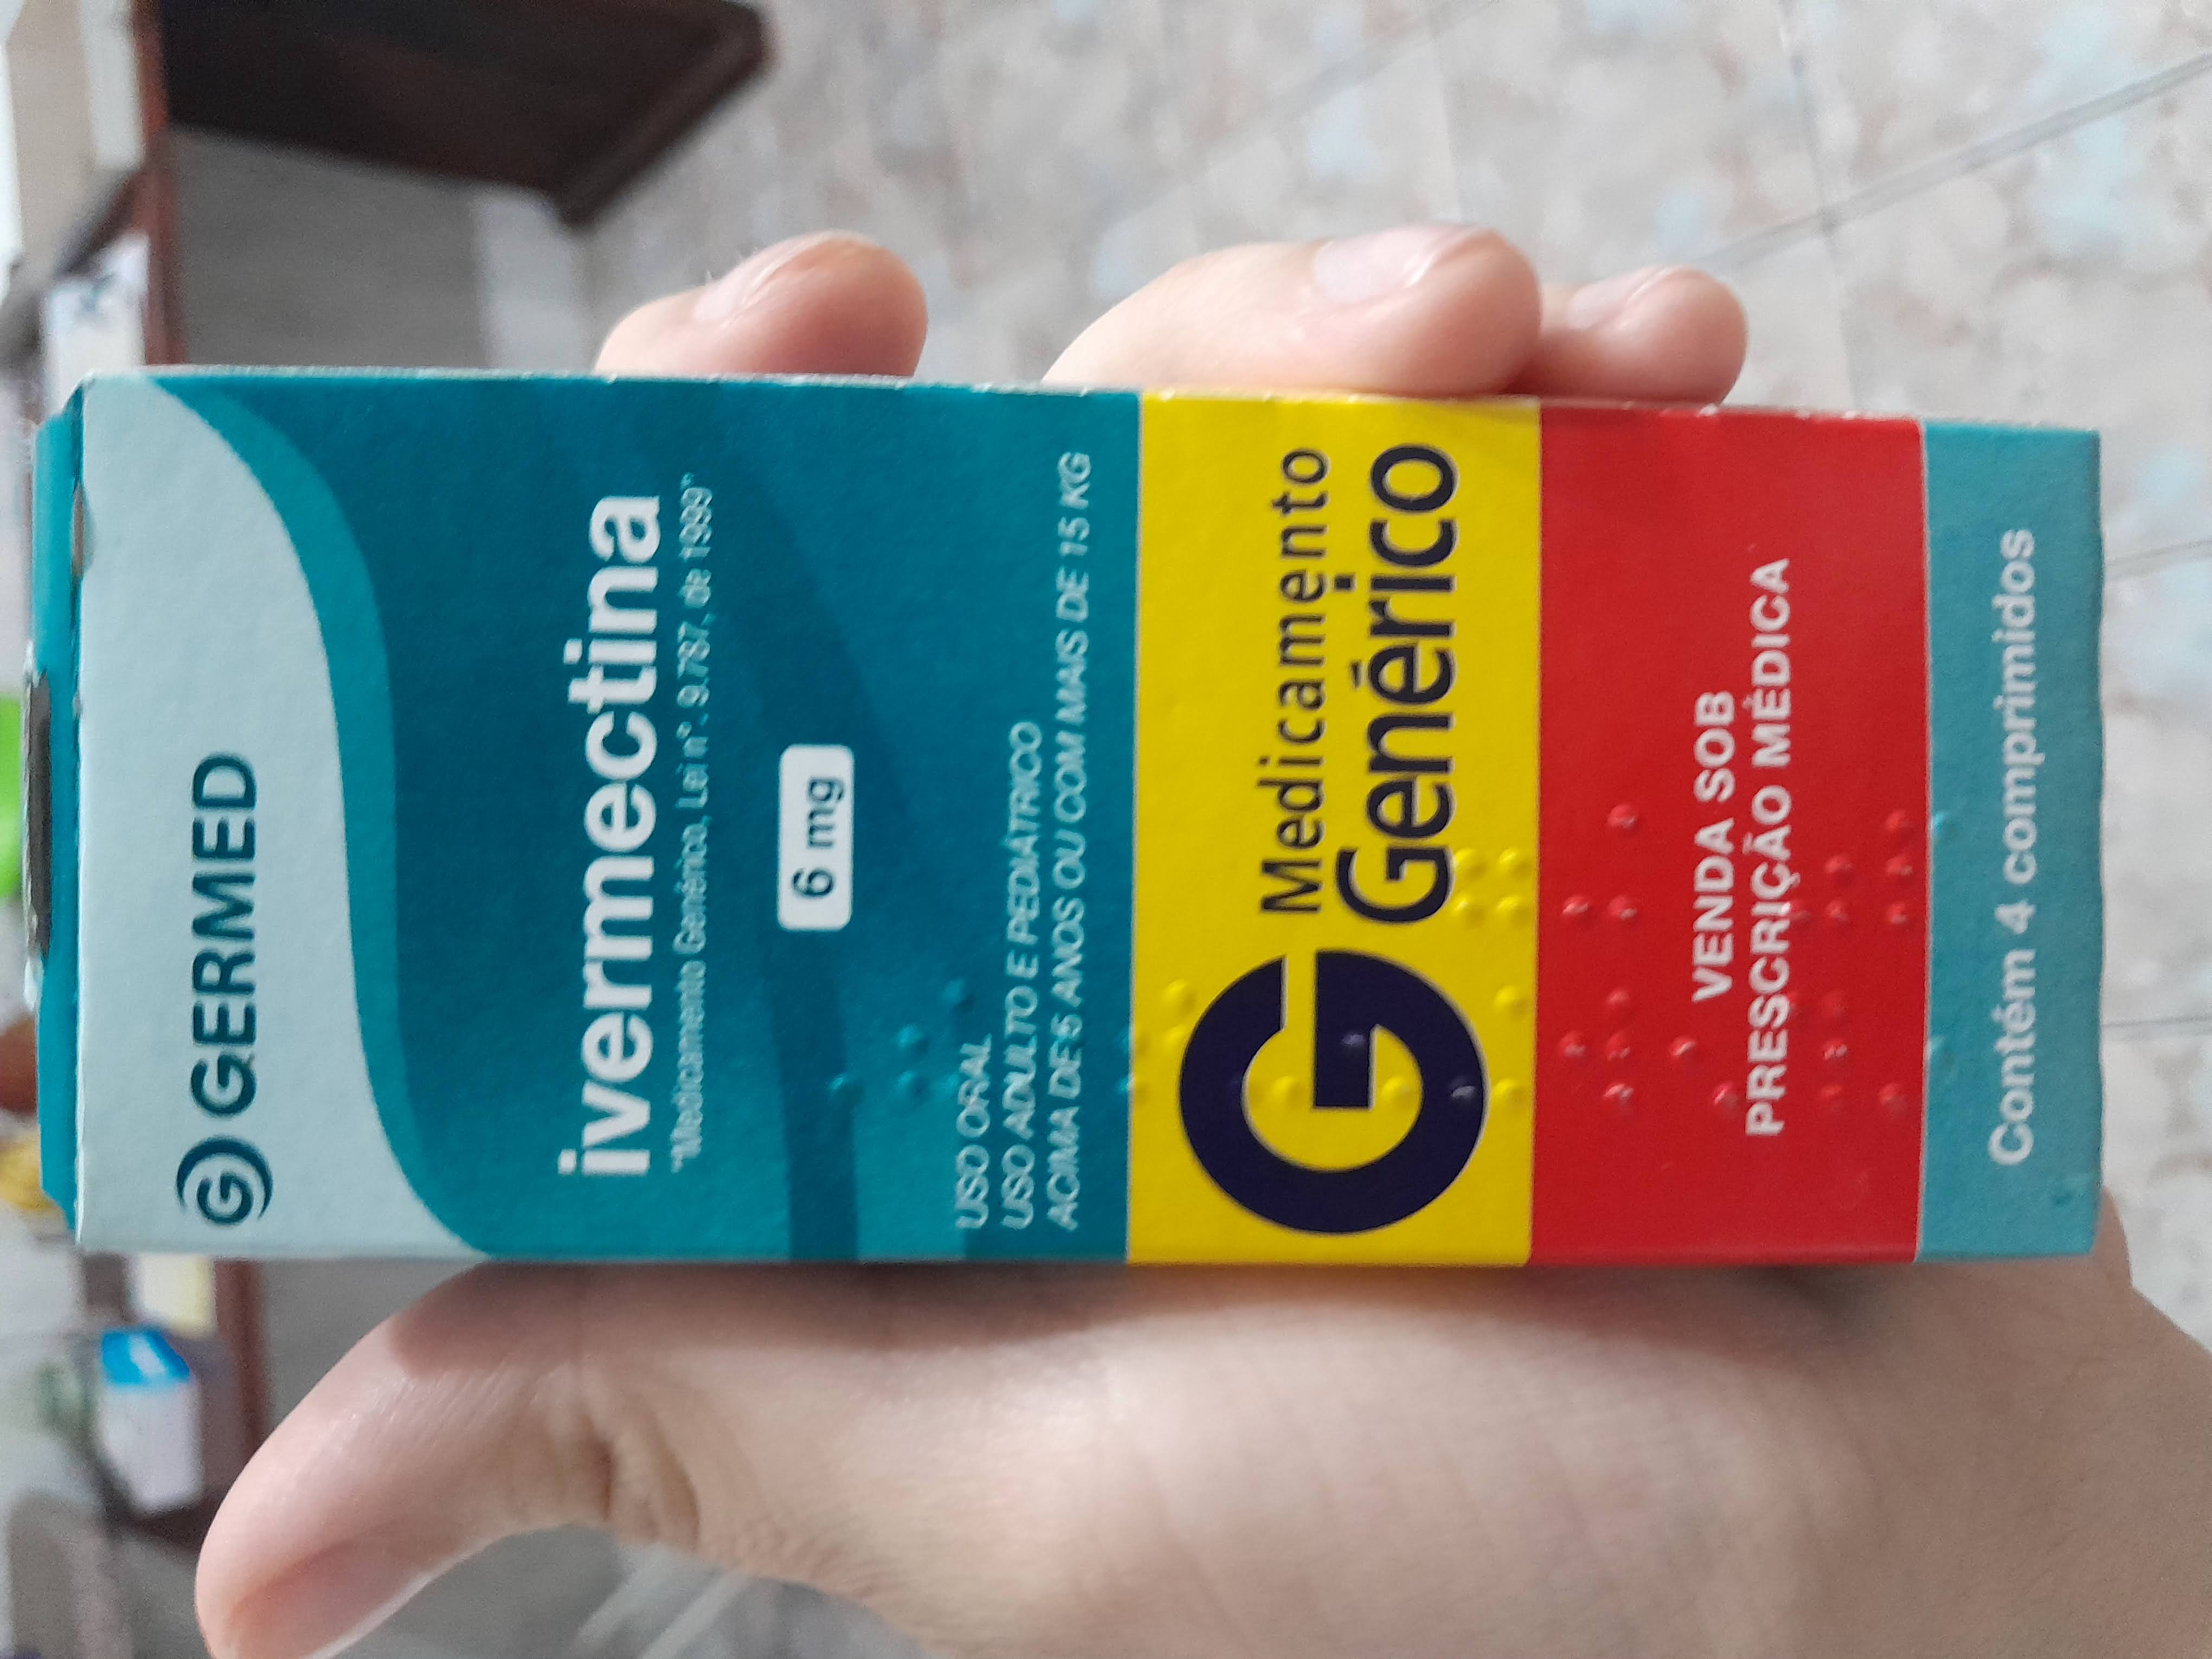 GERMED
ivermectina
"Medicamento Genérico, Lei nº. 9.787, de 1999"
6 mg
USO ORAL
USO ADULTO E PEDIÁTRICO
ACIMA DE 5 ANOS OU COM MAIS DE 15 KG
G Medicamento
Genérico
VENDA SOB
PRESCRIÇÃO MÉDICA
Contém 4 comprimidos